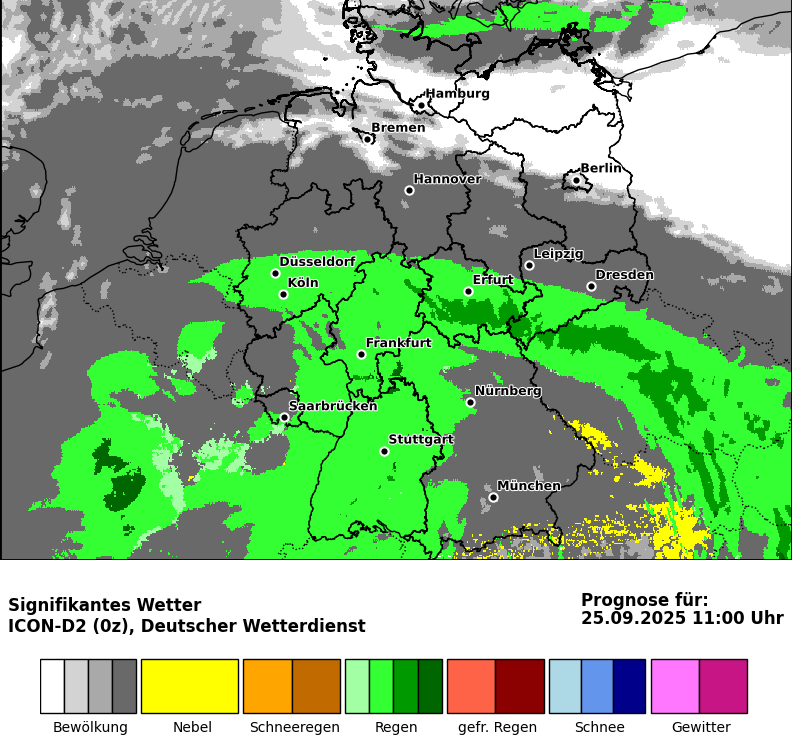 Hamburg
Bremen
Berlin
Hannover
Leipzig
Düsseldorf
Dresden
Köln
Erfurt
Frankfurt
Nürnberg
Saarbrücken
Stuttgart
München
Signifikantes Wetter
ICON-D2 (0z), Deutscher Wetterdienst
Prognose für:
25.09.2025 11:00 Uhr
Bewölkung Nebel Schneeregen Regen gefr. Regen Schnee Gewitter